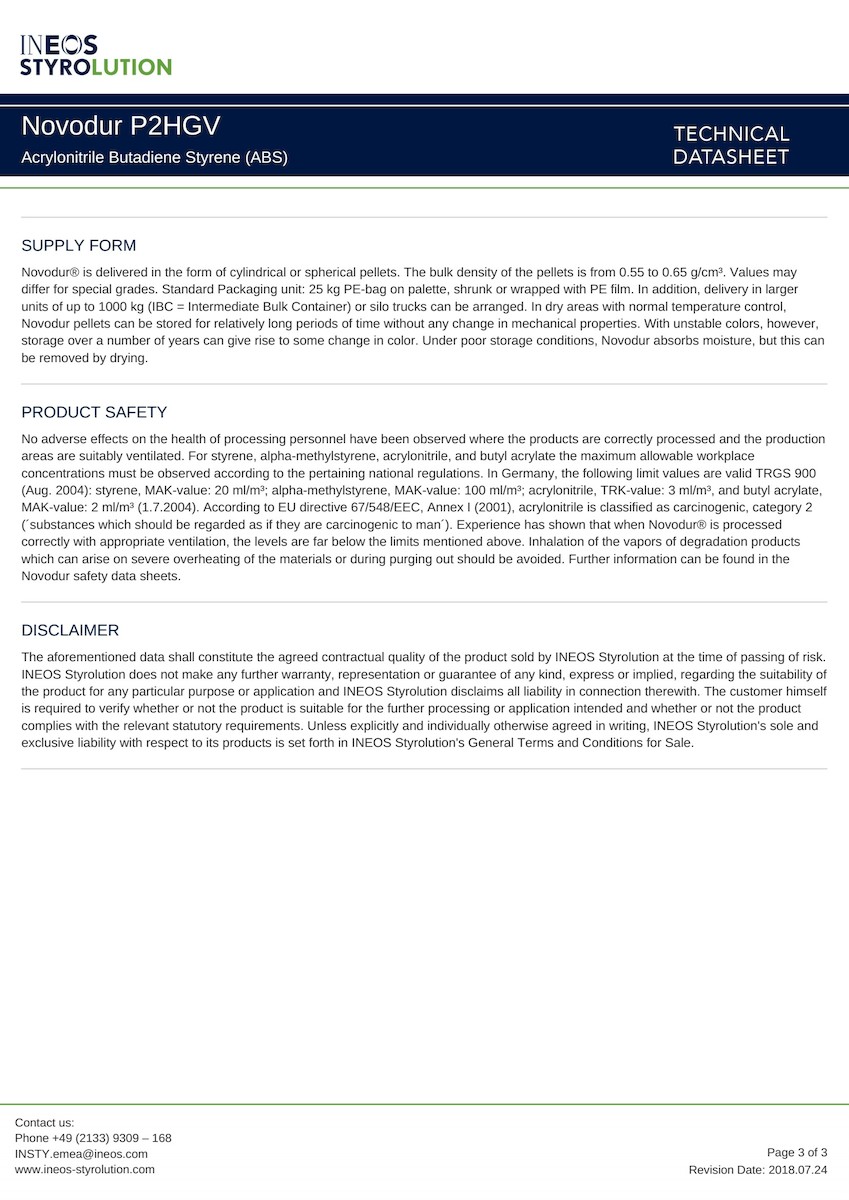 INEOS
STYROLUTION
Novodur P2HGV
Acrylonitrile Butadiene Styrene (ABS)
TECHNICAL
DATASHEET
SUPPLY FORM
Novodur® is delivered in the form of cylindrical or spherical pellets. The bulk density of the pellets is from 0.55 to 0.65 g/cm³. Values may
differ for special grades. Standard Packaging unit: 25 kg PE-bag on palette, shrunk or wrapped with PE film. In addition, delivery in larger
units of up to 1000 kg (IBC = Intermediate Bulk Container) or silo trucks can be arranged. In dry areas with normal temperature control,
Novodur pellets can be stored for relatively long periods of time without any change in mechanical properties. With unstable colors, however,
storage over a number of years can give rise to some change in color. Under poor storage conditions, Novodur absorbs moisture, but this can
be removed by drying.
PRODUCT SAFETY
No adverse effects on the health of processing personnel have been observed where the products are correctly processed and the production
areas are suitably ventilated. For styrene, alpha-methylstyrene, acrylonitrile, and butyl acrylate the maximum allowable workplace
concentrations must be observed according to the pertaining national regulations. In Germany, the following limit values are valid TRGS 900
(Aug. 2004): styrene, MAK-value: 20 ml/m³; alpha-methylstyrene, MAK-value: 100 ml/m³; acrylonitrile, TRK-value: 3 ml/m³, and butyl acrylate,
MAK-value: 2 ml/m³ (1.7.2004). According to EU directive 67/548/EEC, Annex I (2001), acrylonitrile is classified as carcinogenic, category 2
(´substances which should be regarded as if they are carcinogenic to man´). Experience has shown that when Novodur® is processed
correctly with appropriate ventilation, the levels are far below the limits mentioned above. Inhalation of the vapors of degradation products
which can arise on severe overheating of the materials or during purging out should be avoided. Further information can be found in the
Novodur safety data sheets.
DISCLAIMER
The aforementioned data shall constitute the agreed contractual quality of the product sold by INEOS Styrolution at the time of passing of risk.
INEOS Styrolution does not make any further warranty, representation or guarantee of any kind, express or implied, regarding the suitability of
the product for any particular purpose or application and INEOS Styrolution disclaims all liability in connection therewith. The customer himself
is required to verify whether or not the product is suitable for the further processing or application intended and whether or not the product
complies with the relevant statutory requirements. Unless explicitly and individually otherwise agreed in writing, INEOS Styrolution's sole and
exclusive liability with respect to its products is set forth in INEOS Styrolution's General Terms and Conditions for Sale.
Contact us:
Phone +49 (2133) 9309 – 168
INSTY.emea@ineos.com
www.ineos-styrolution.com
Page 3 of 3
Revision Date: 2018.07.24